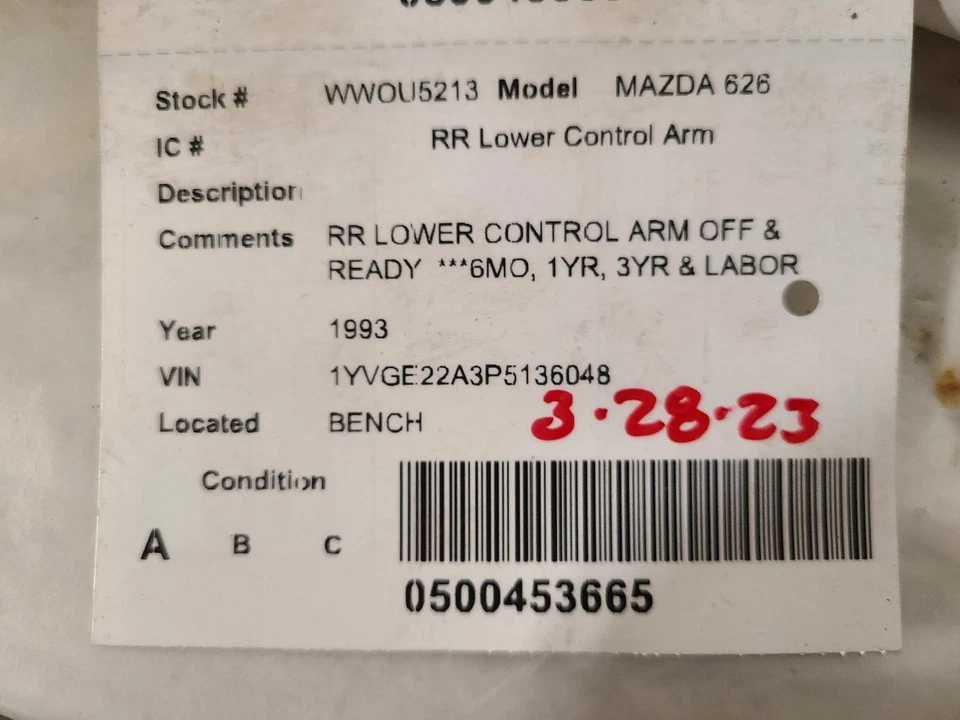 Stock # WWOU5213 Model MAZDA 626
IC # RR Lower Control Arm
Description
Comments RR LOWER CONTROL ARM OFF &
READY ***6MO, 1YR, 3YR & LABOR
Year 1993
VIN 1YVGE22A3P5136048
Located BENCH 3·28·23
Condition
A B C
0500453665